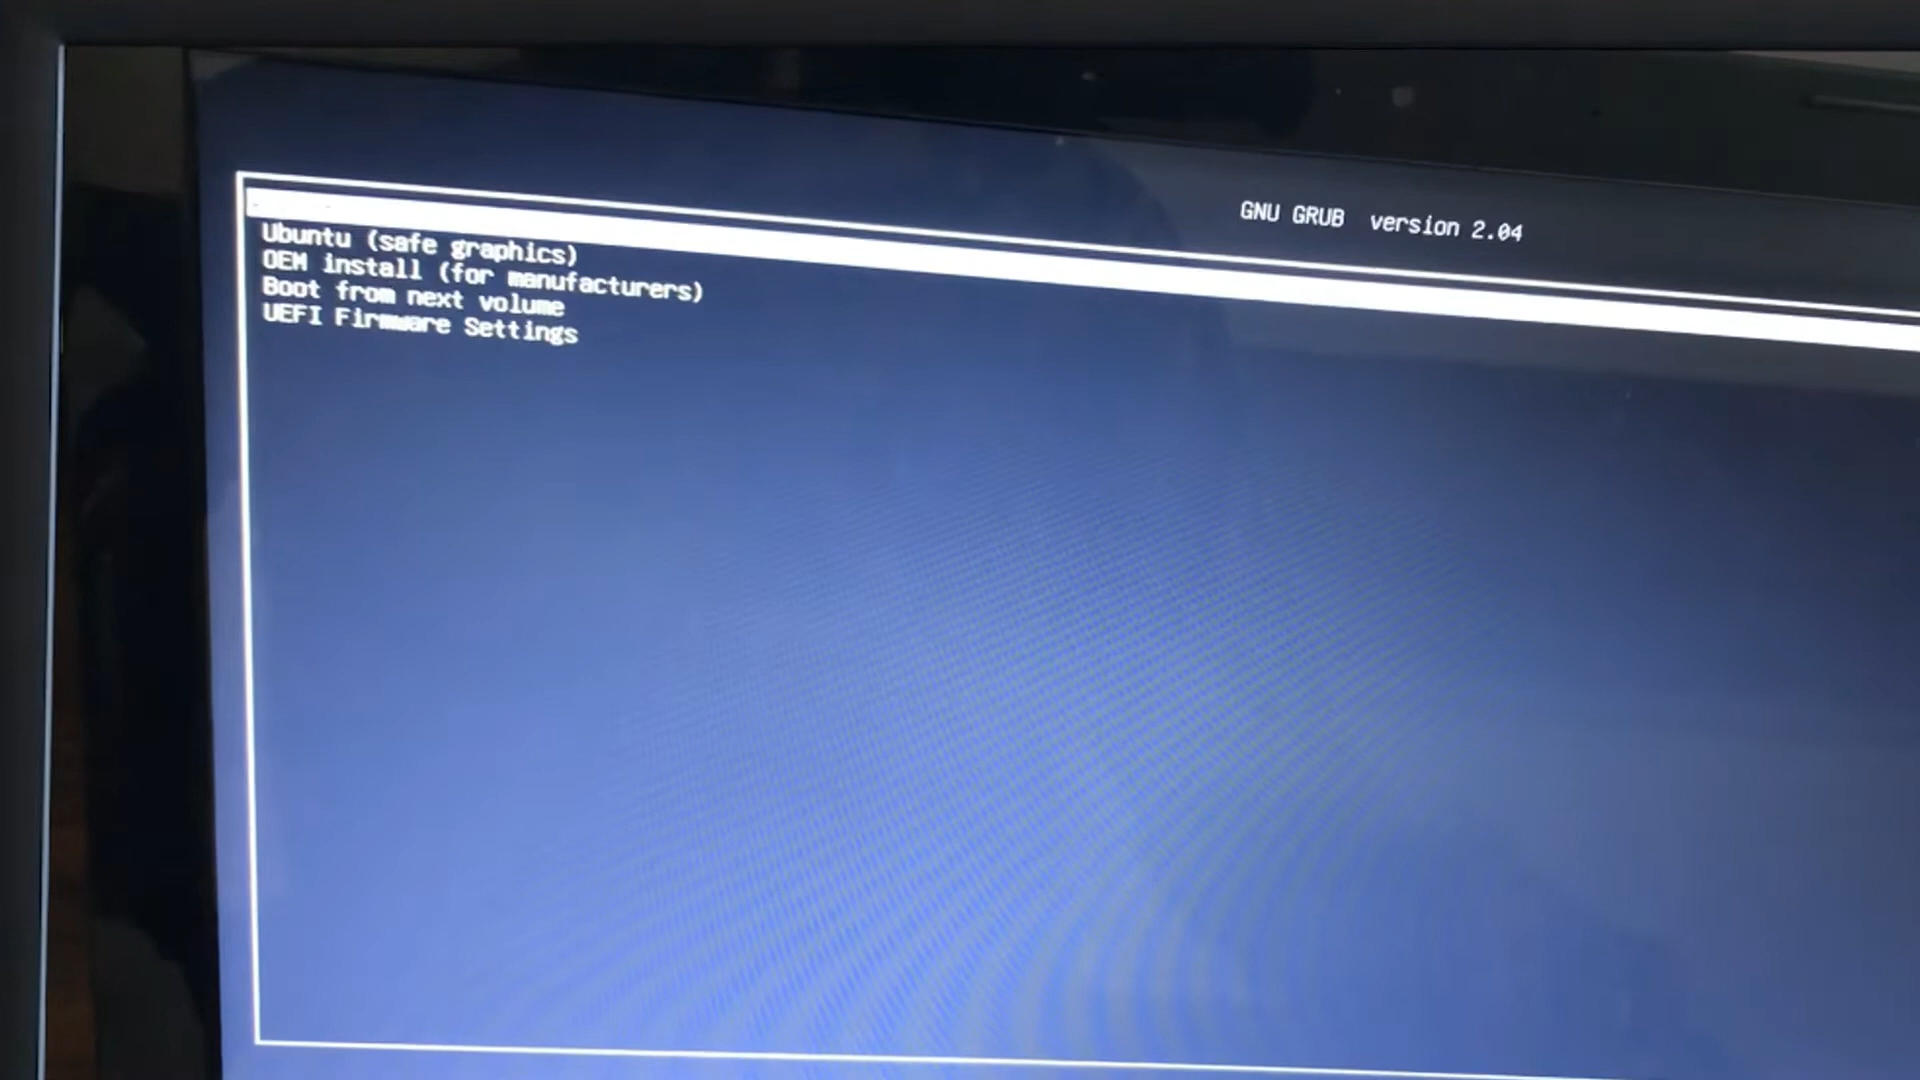 GNU GRUB version 2.04
Ubuntu (safe graphics)
OEM install (for manufacturers)
Boot from next volume
UEFI Firmware Settings